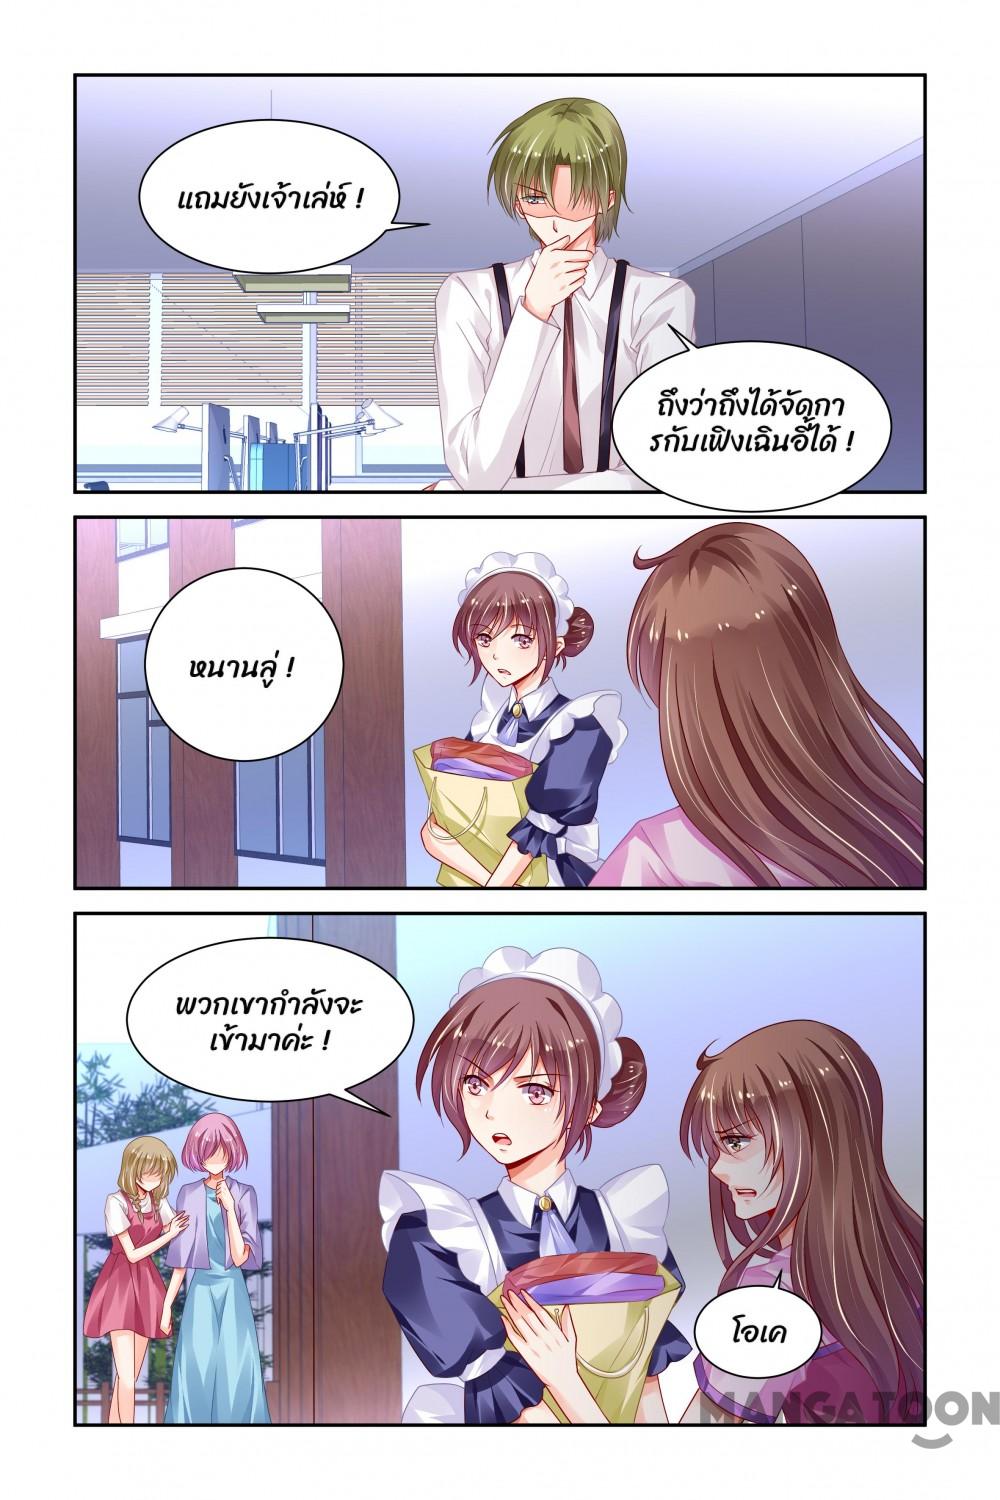 แถมยังเจ้าเล่ห์ !
ถึงว่าถึงได้จัดกา
รกับเฟิงเฉินอี้ได้ !
หนานลู่ !
พวกเขากำลังจะ
เข้ามาค่ะ !
โอเค
MANGATOON